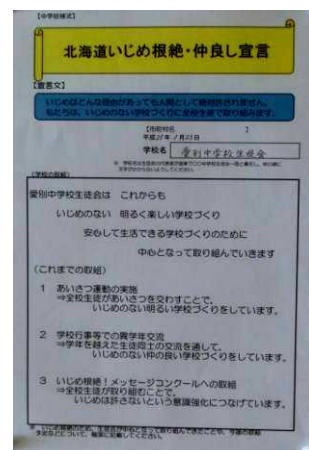 【中学校様式】
北海道いじめ根絶・仲良し宣言
【宣言文】
いじめはどんな理由があっても人間として絶対許されません。
私たちは、いじめのない学校づくりに全校生徒で取り組みます。
【市町村名　　　　】
平成25年 1月23日
学校名　愛別中学校生徒会
(学校の取組)
愛別中学校生徒会は　これからも
いじめのない　明るく楽しい学校づくり
安心して生活できる学校づくりのために
中心となって取り組んでいきます
（これまでの取組）
1　あいさつ運動の実施
⇒全校生徒があいさつを交わすことで、
いじめのない明るい学校づくりをしています。
2　学校行事等での異学年交流
⇒学年を越えた生徒同士の交流を通して、
いじめのない仲の良い学校づくりをしています。
3　いじめ根絶！メッセージコンクールへの取組
⇒全校生徒が取り組むことで、
いじめは許さないという意識強化につなげています。